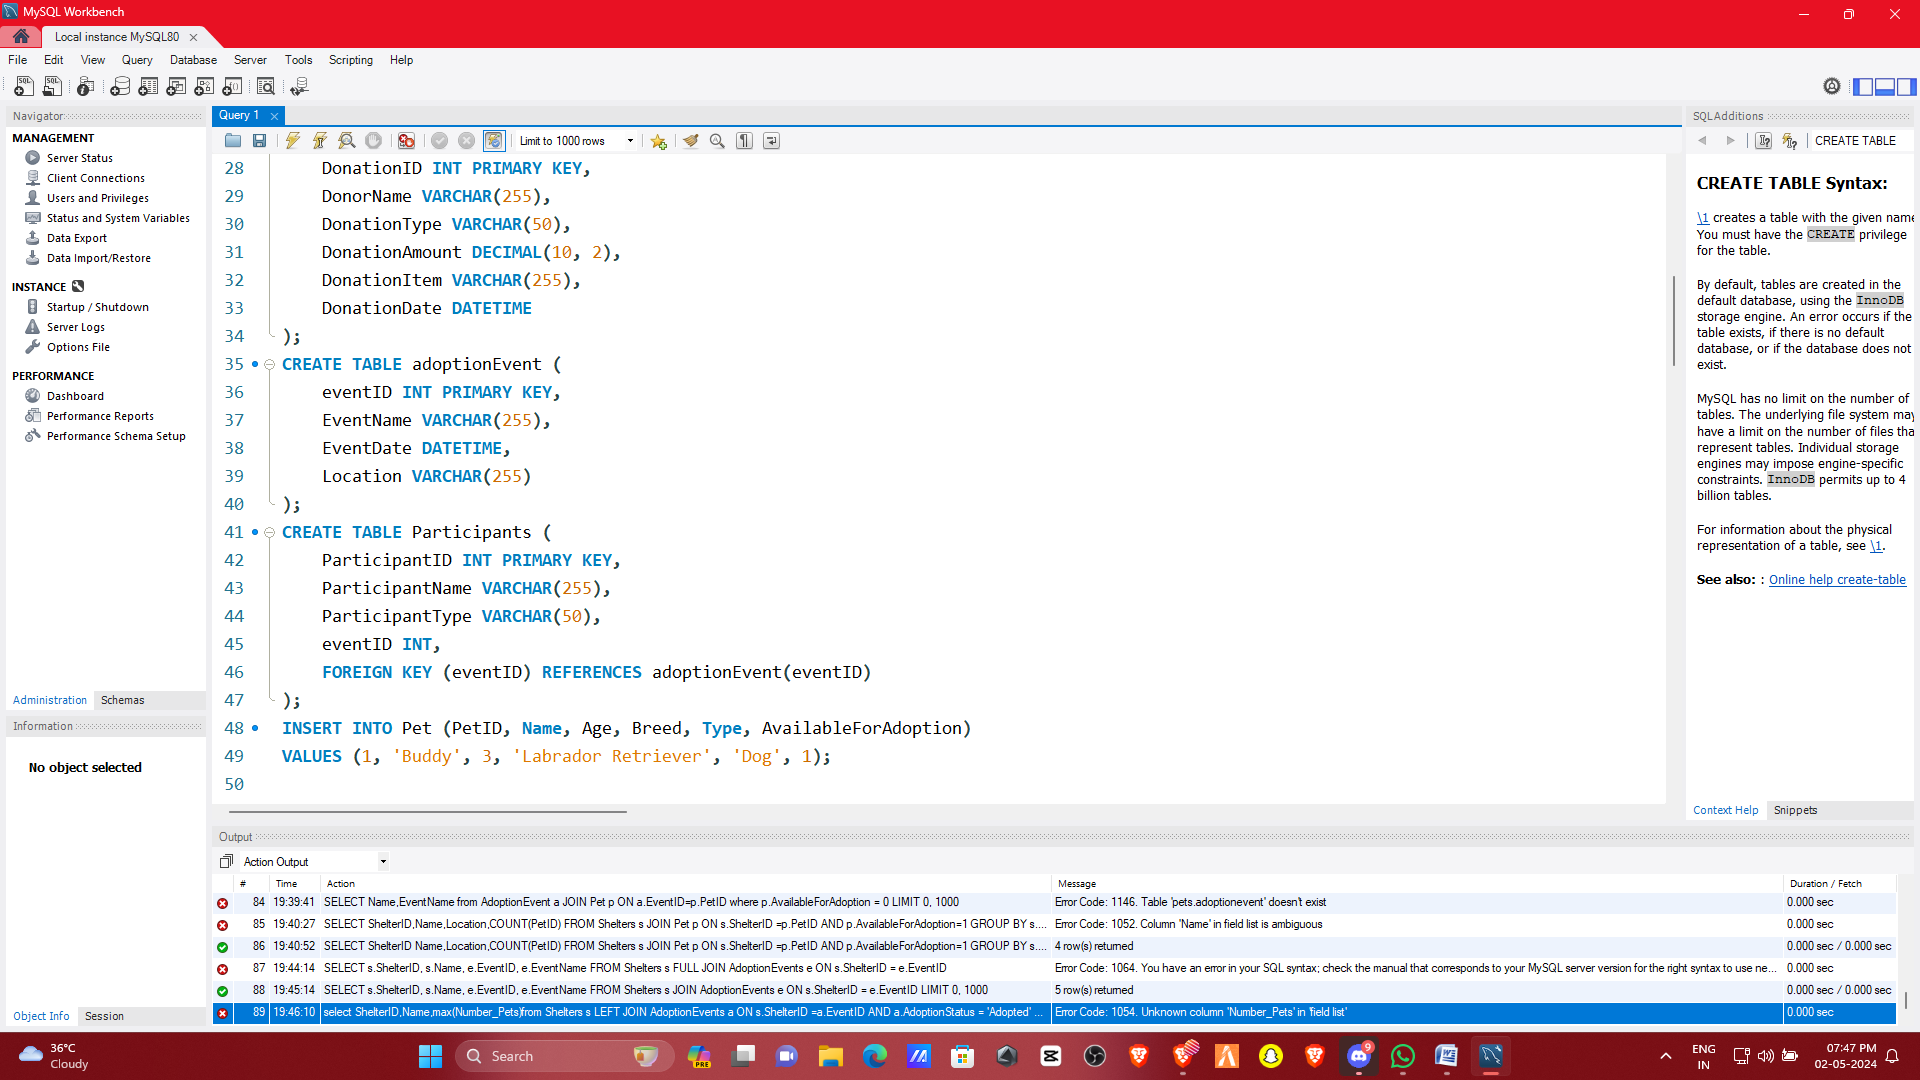 MySQL Workbench
Local instance MySQL80
File Edit View Query Database Server Tools Scripting Help
Navigator
MANAGEMENT
Server Status
Client Connections
Users and Privileges
Status and System Variables
Data Export
Data Import/Restore
INSTANCE
Startup / Shutdown
Server Logs
Options File
PERFORMANCE
Dashboard
Performance Reports
Performance Schema Setup
Administration Schemas
Information
No object selected
Object Info Session
Query 1
Limit to 1000 rows
28 DonationID INT PRIMARY KEY,
29 DonorName VARCHAR(255),
30 DonationType VARCHAR(50),
31 DonationAmount DECIMAL(10, 2),
32 DonationItem VARCHAR(255),
33 DonationDate DATETIME
34 );
35 CREATE TABLE adoptionEvent (
36 eventID INT PRIMARY KEY,
37 EventName VARCHAR(255),
38 EventDate DATETIME,
39 Location VARCHAR(255)
40 );
41 CREATE TABLE Participants (
42 ParticipantID INT PRIMARY KEY,
43 ParticipantName VARCHAR(255),
44 ParticipantType VARCHAR(50),
45 eventID INT,
46 FOREIGN KEY (eventID) REFERENCES adoptionEvent(eventID)
47 );
48 INSERT INTO Pet (PetID, Name, Age, Breed, Type, AvailableForAdoption)
49 VALUES (1, 'Buddy', 3, 'Labrador Retriever', 'Dog', 1);
50
SQLAdditions
CREATE TABLE
CREATE TABLE Syntax:
\1 creates a table with the given name
You must have the CREATE privilege
for the table.
By default, tables are created in the
default database, using the InnoDB
storage engine. An error occurs if the
table exists, if there is no default
database, or if the database does not
exist.
MySQL has no limit on the number of
tables. The underlying file system may
have a limit on the number of files tha
represent tables. Individual storage
engines may impose engine-specific
constraints. InnoDB permits up to 4
billion tables.
For information about the physical
representation of a table, see \1.
See also: : Online help create-table
Context Help Snippets
Output
Action Output
# Time Action Message Duration / Fetch
84 19:39:41 SELECT Name,EventName from AdoptionEvent a JOIN Pet p ON a.EventID=p.PetID where p.AvailableForAdoption = 0 LIMIT 0, 1000 Error Code: 1146. Table 'pets.adoptionevent' doesn't exist 0.000 sec
85 19:40:27 SELECT ShelterID,Name,Location,COUNT(PetID) FROM Shelters s JOIN Pet p ON s.ShelterID =p.PetID AND p.AvailableForAdoption=1 GROUP BY s.... Error Code: 1052. Column 'Name' in field list is ambiguous 0.000 sec
86 19:40:52 SELECT ShelterID Name,Location,COUNT(PetID) FROM Shelters s JOIN Pet p ON s.ShelterID =p.PetID AND p.AvailableForAdoption=1 GROUP BY s.... 4 row(s) returned 0.000 sec / 0.000 sec
87 19:44:14 SELECT s.ShelterID, s.Name, e.EventID, e.EventName FROM Shelters s FULL JOIN AdoptionEvents e ON s.ShelterID = e.EventID Error Code: 1064. You have an error in your SQL syntax; check the manual that corresponds to your MySQL server version for the right syntax to use ne... 0.000 sec
88 19:45:14 SELECT s.ShelterID, s.Name, e.EventID, e.EventName FROM Shelters s JOIN AdoptionEvents e ON s.ShelterID = e.EventID LIMIT 0, 1000 5 row(s) returned 0.000 sec / 0.000 sec
89 19:46:10 select ShelterID,Name,max(Number_Pets)from Shelters s LEFT JOIN AdoptionEvents a ON s.ShelterID =a.EventID AND a.AdoptionStatus = 'Adopted' ... Error Code: 1054. Unknown column 'Number_Pets' in 'field list' 0.000 sec
36°C
Cloudy
Search
PRE
9
ENG
IN
07:47 PM
02-05-2024